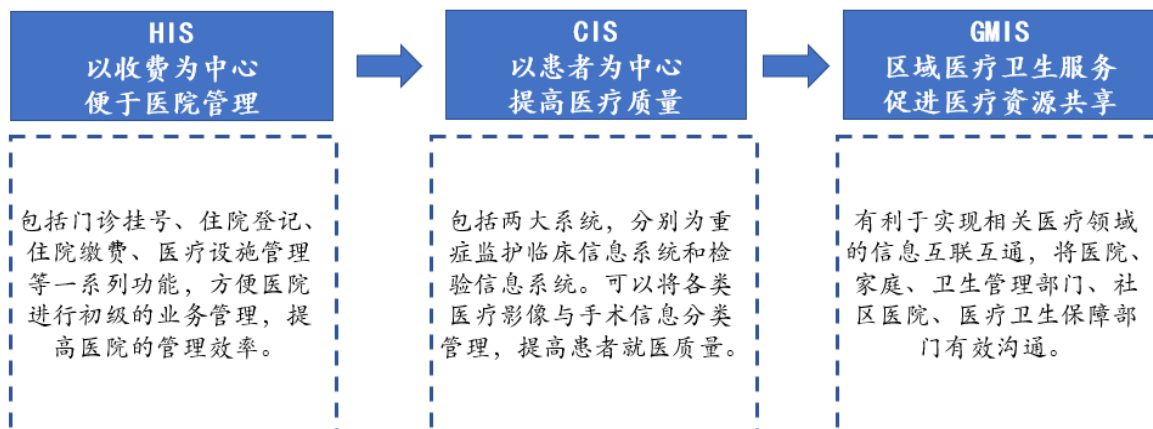 HIS
以收费为中心
便于医院管理
CIS
以患者为中心
提高医疗质量
GMIS
区域医疗卫生服务
促进医疗资源共享
包括门诊挂号、住院登记、
住院缴费、医疗设施管理
等一系列功能，方便医院
进行初级的业务管理，提
高医院的管理效率。
包括两大系统，分别为重
症监护临床信息系统和检
验信息系统。可以将各类
医疗影像与手术信息分类
管理，提高患者就医质量。
有利于实现相关医疗领域
的信息互联互通，将医院、
家庭、卫生管理部门、社
区医院、医疗卫生保障部
门有效沟通。